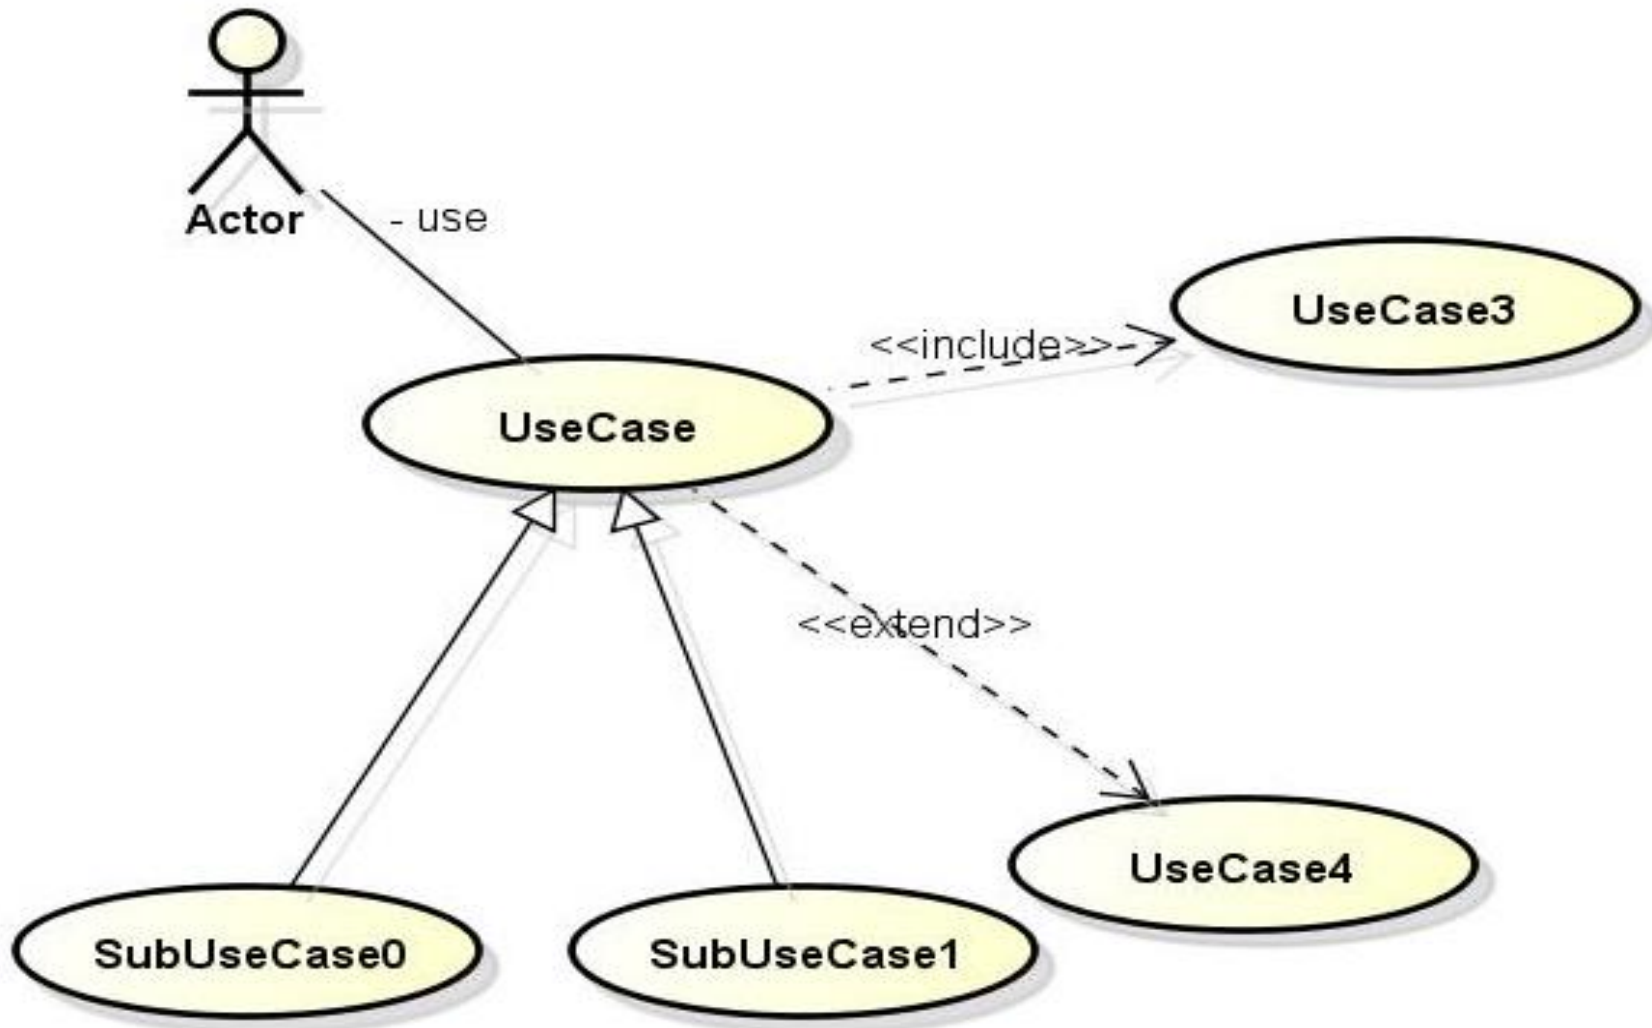 Actor
- use
UseCase3
<<include>>
UseCase
<<extend>>
UseCase4
SubUseCase0
SubUseCase1